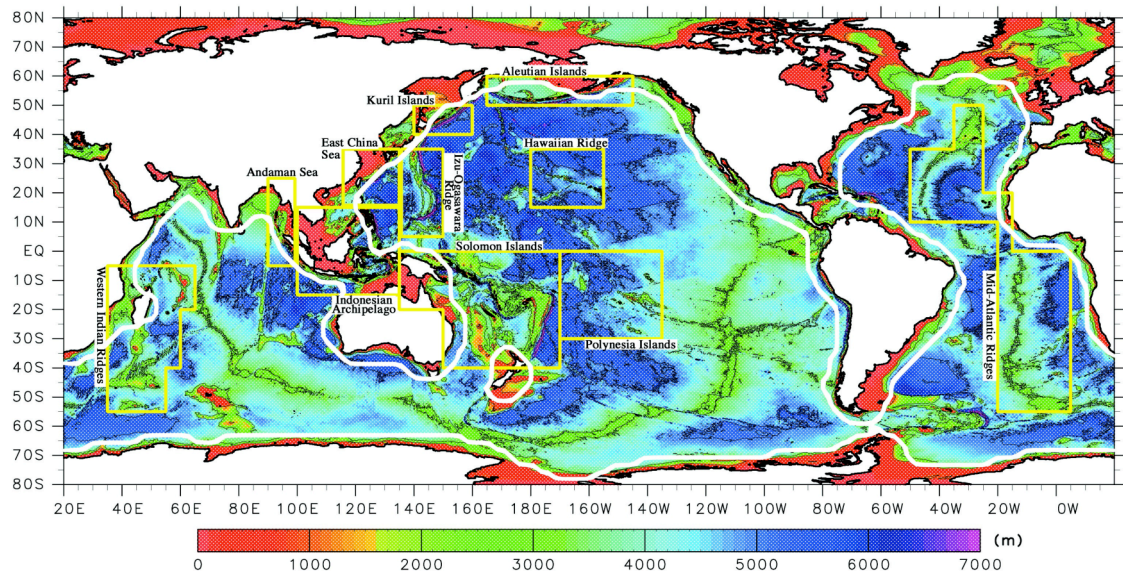 80N
70N
60N
50N
40N
30N
20N
10N
EQ
10S
20S
30S
40S
50S
60S
70S
80S
Aleutian Islands
Kuril Islands
East China
Sea
Hawaiian Ridge
Izu-Ogasawara
Ridge
Andaman Sea
Solomon Islands
Western Indian Ridges
Indonesian
Archipelago
Polynesia Islands
Mid-Atlantic Ridges
20E 40E 60E 80E 100E 120E 140E 160E 180E 160W 140W 120W 100W 80W 60W 40W 20W 0W
0 1000 2000 3000 4000 5000 6000 7000
(m)